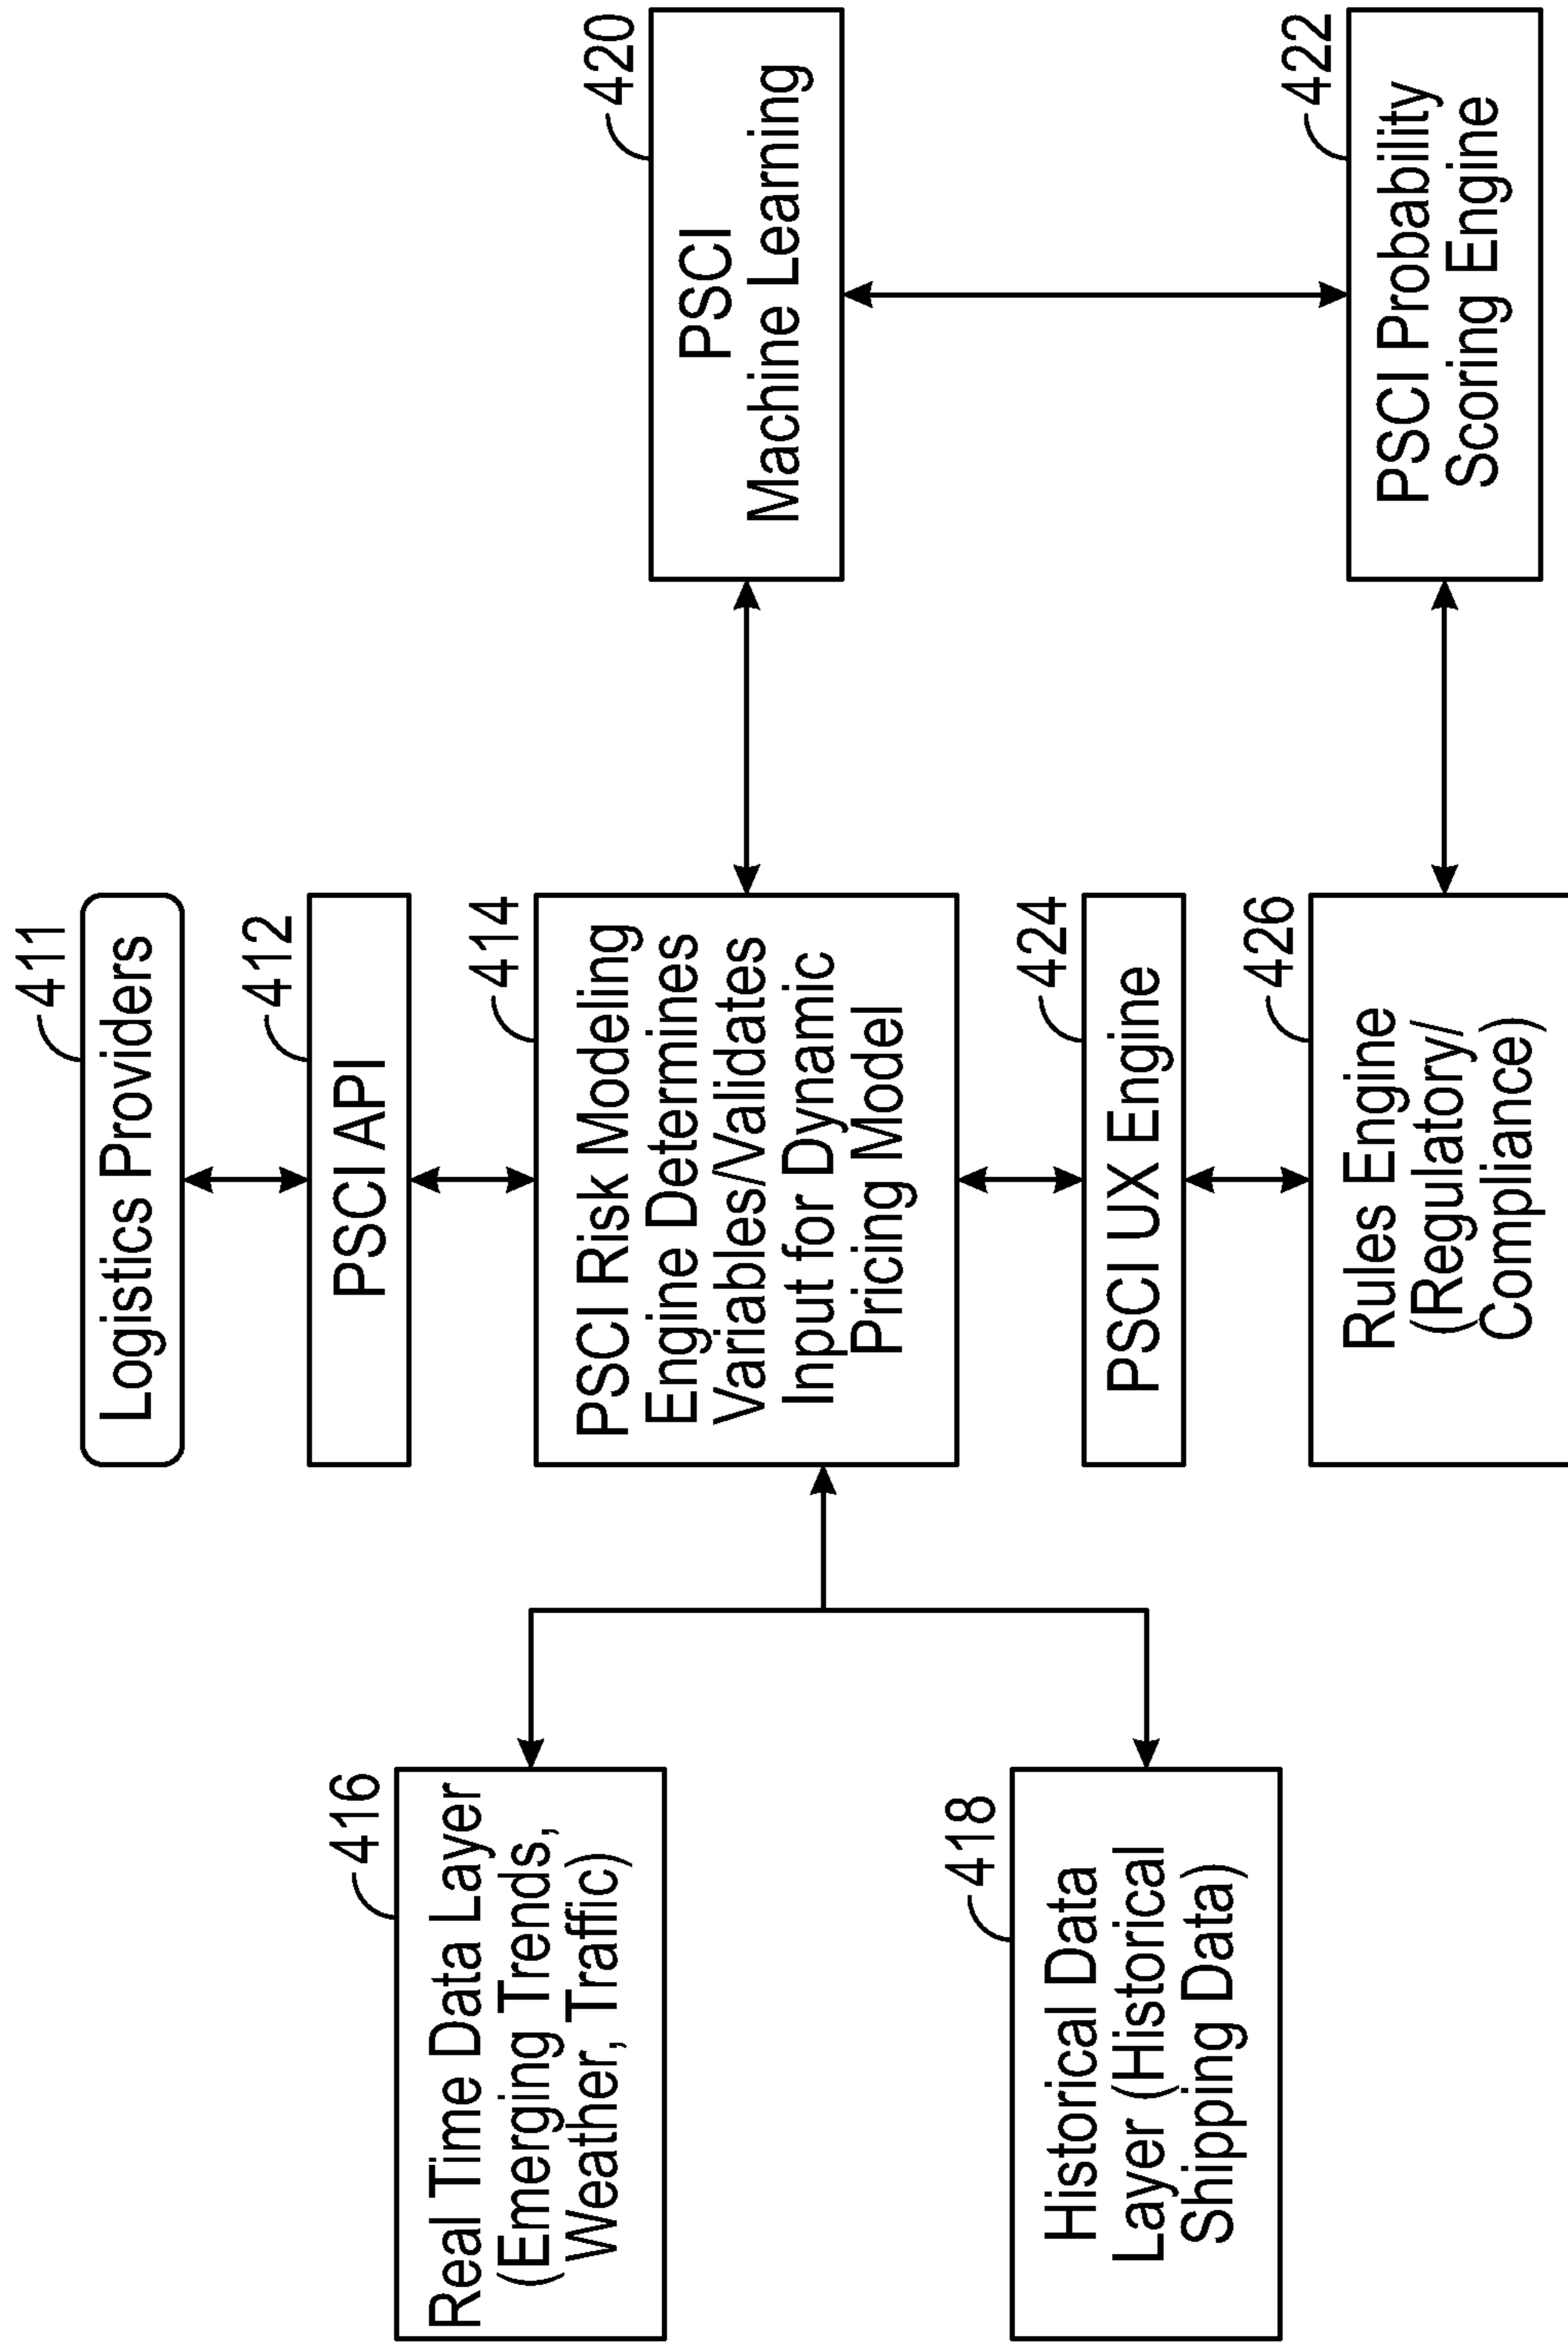 411
Logistics Providers
412
PSCI API
414
PSCI Risk Modeling
Engine Determines
Variables/Validates
Input for Dynamic
Pricing Model
416
Real Time Data Layer
(Emerging Trends,
Weather, Traffic)
418
Historical Data
Layer (Historical
Shipping Data)
420
PSCI
Machine Learning
422
PSCI Probability
Scoring Engine
424
PSCI UX Engine
426
Rules Engine
(Regulatory/
Compliance)